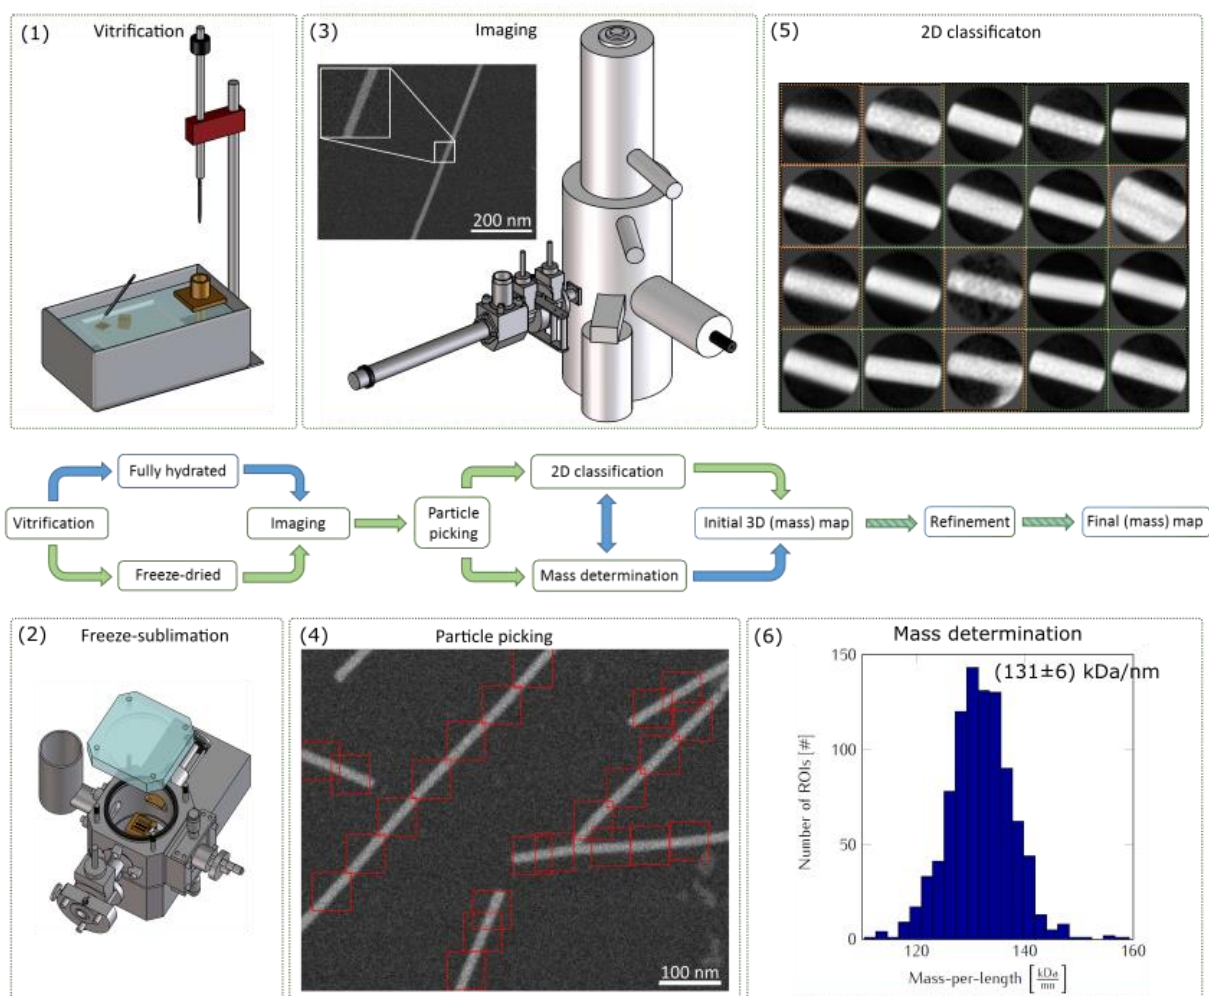 (1) Vitrification
(3) Imaging
200 nm
(5) 2D classificaton
Fully hydrated
2D classification
Vitrification
Imaging
Particle
picking
Initial 3D (mass) map
Refinement
Final (mass) map
Freeze-dried
Mass determination
(2) Freeze-sublimation
(4) Particle picking
100 nm
(6) Mass determination
(131±6) kDa/nm
Number of ROIs [#]
150
100
50
0
120 140 160
Mass-per-length [kDa/mn]